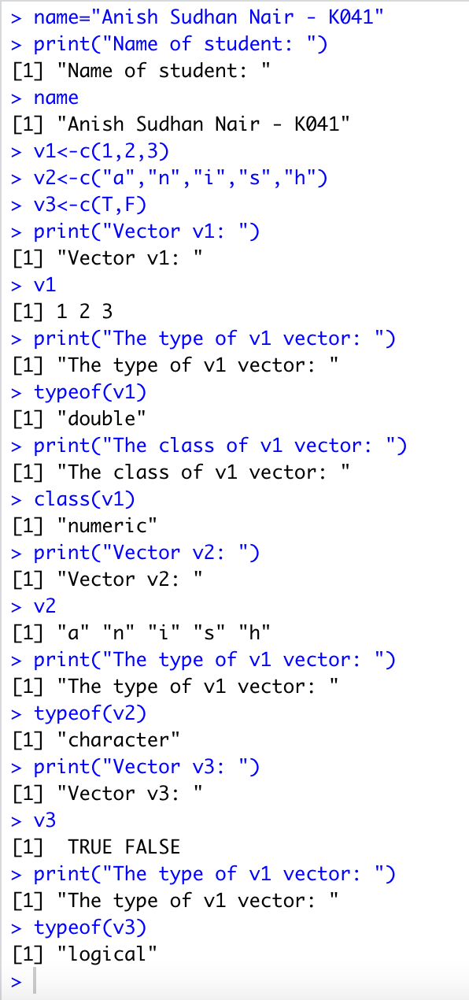 > name="Anish Sudhan Nair - K041"
> print("Name of student: ")
[1] "Name of student: "
> name
[1] "Anish Sudhan Nair - K041"
> v1<-c(1,2,3)
> v2<-c("a","n","i","s","h")
> v3<-c(T,F)
> print("Vector v1: ")
[1] "Vector v1: "
> v1
[1] 1 2 3
> print("The type of v1 vector: ")
[1] "The type of v1 vector: "
> typeof(v1)
[1] "double"
> print("The class of v1 vector: ")
[1] "The class of v1 vector: "
> class(v1)
[1] "numeric"
> print("Vector v2: ")
[1] "Vector v2: "
> v2
[1] "a" "n" "i" "s" "h"
> print("The type of v1 vector: ")
[1] "The type of v1 vector: "
> typeof(v2)
[1] "character"
> print("Vector v3: ")
[1] "Vector v3: "
> v3
[1]  TRUE FALSE
> print("The type of v1 vector: ")
[1] "The type of v1 vector: "
> typeof(v3)
[1] "logical"
>